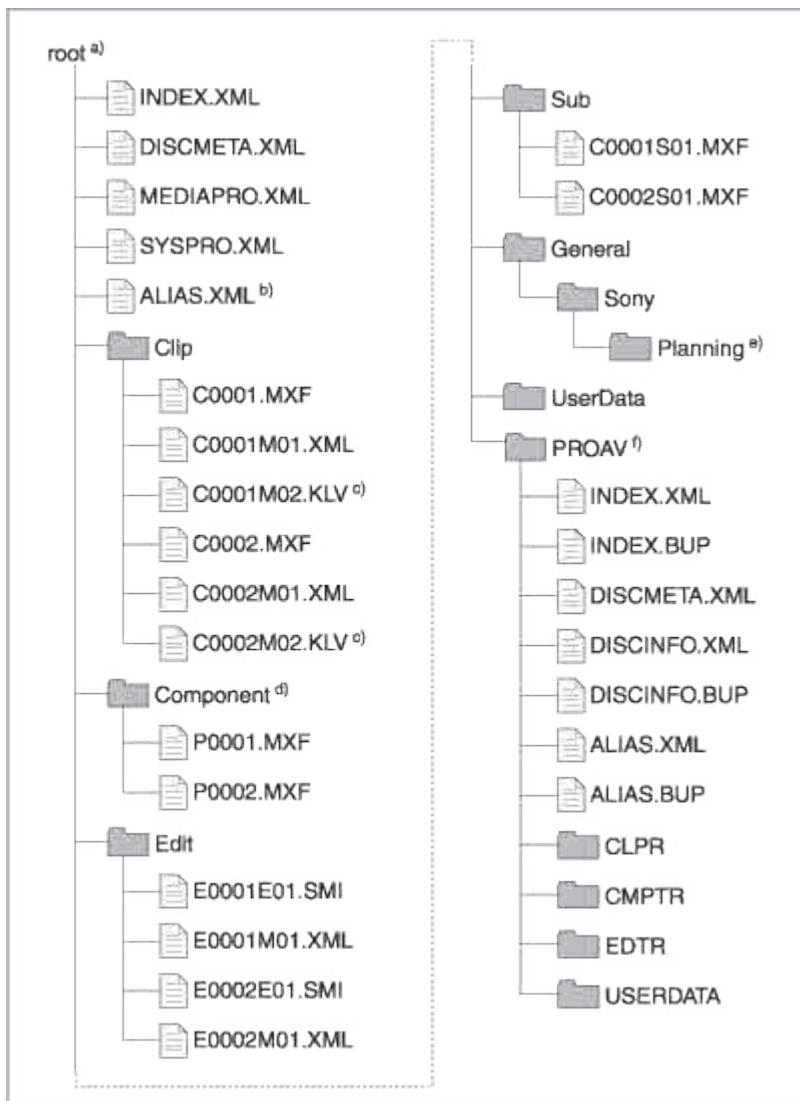 root a)
INDEX.XML
DISCMETA.XML
MEDIAPRO.XML
SYSPRO.XML
ALIAS.XML b)
Clip
C0001.MXF
C0001M01.XML
C0001M02.KLV c)
C0002.MXF
C0002M01.XML
C0002M02.KLV c)
Component d)
P0001.MXF
P0002.MXF
Edit
E0001E01.SMI
E0001M01.XML
E0002E01.SMI
E0002M01.XML
Sub
C0001S01.MXF
C0002S01.MXF
General
Sony
Planning e)
UserData
PROAV f)
INDEX.XML
INDEX.BUP
DISCMETA.XML
DISCINFO.XML
DISCINFO.BUP
ALIAS.XML
ALIAS.BUP
CLPR
CMPTR
EDTR
USERDATA